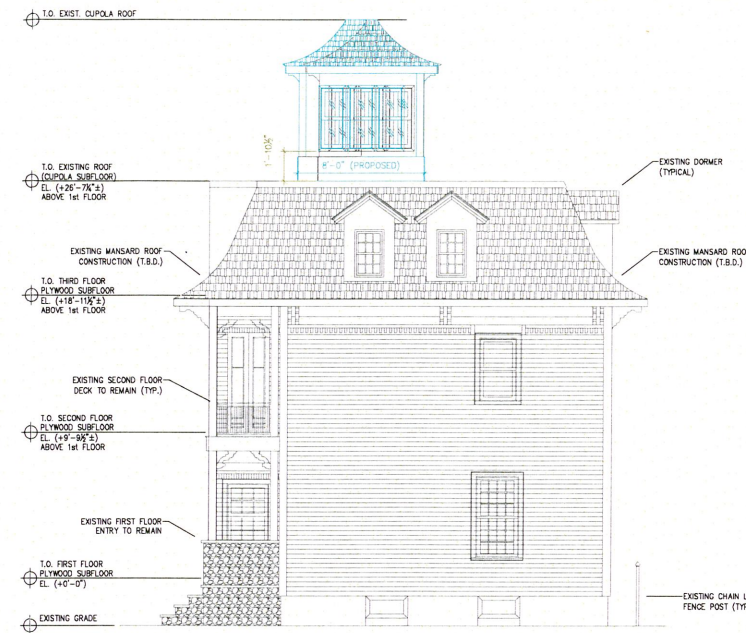 T.O. EXIST. CUPOLA ROOF
1'-10½"
8'-0" (PROPOSED)
T.O. EXISTING ROOF
(CUPOLA SUBFLOOR)
EL. (+26'-7¼"±)
ABOVE 1st FLOOR
EXISTING DORMER
(TYPICAL)
EXISTING MANSARD ROOF
CONSTRUCTION (T.B.D.)
EXISTING MANSARD ROO
CONSTRUCTION (T.B.D.)
T.O. THIRD FLOOR
PLYWOOD SUBFLOOR
EL. (+18'-11½"±)
ABOVE 1st FLOOR
EXISTING SECOND FLOOR
DECK TO REMAIN (TYP.)
T.O. SECOND FLOOR
PLYWOOD SUBFLOOR
EL. (+9'-9½"±)
ABOVE 1st FLOOR
EXISTING FIRST FLOOR
ENTRY TO REMAIN
T.O. FIRST FLOOR
PLYWOOD SUBFLOOR
EL. (+0'-0")
EXISTING CHAIN L
FENCE POST (TYP
EXISTING GRADE